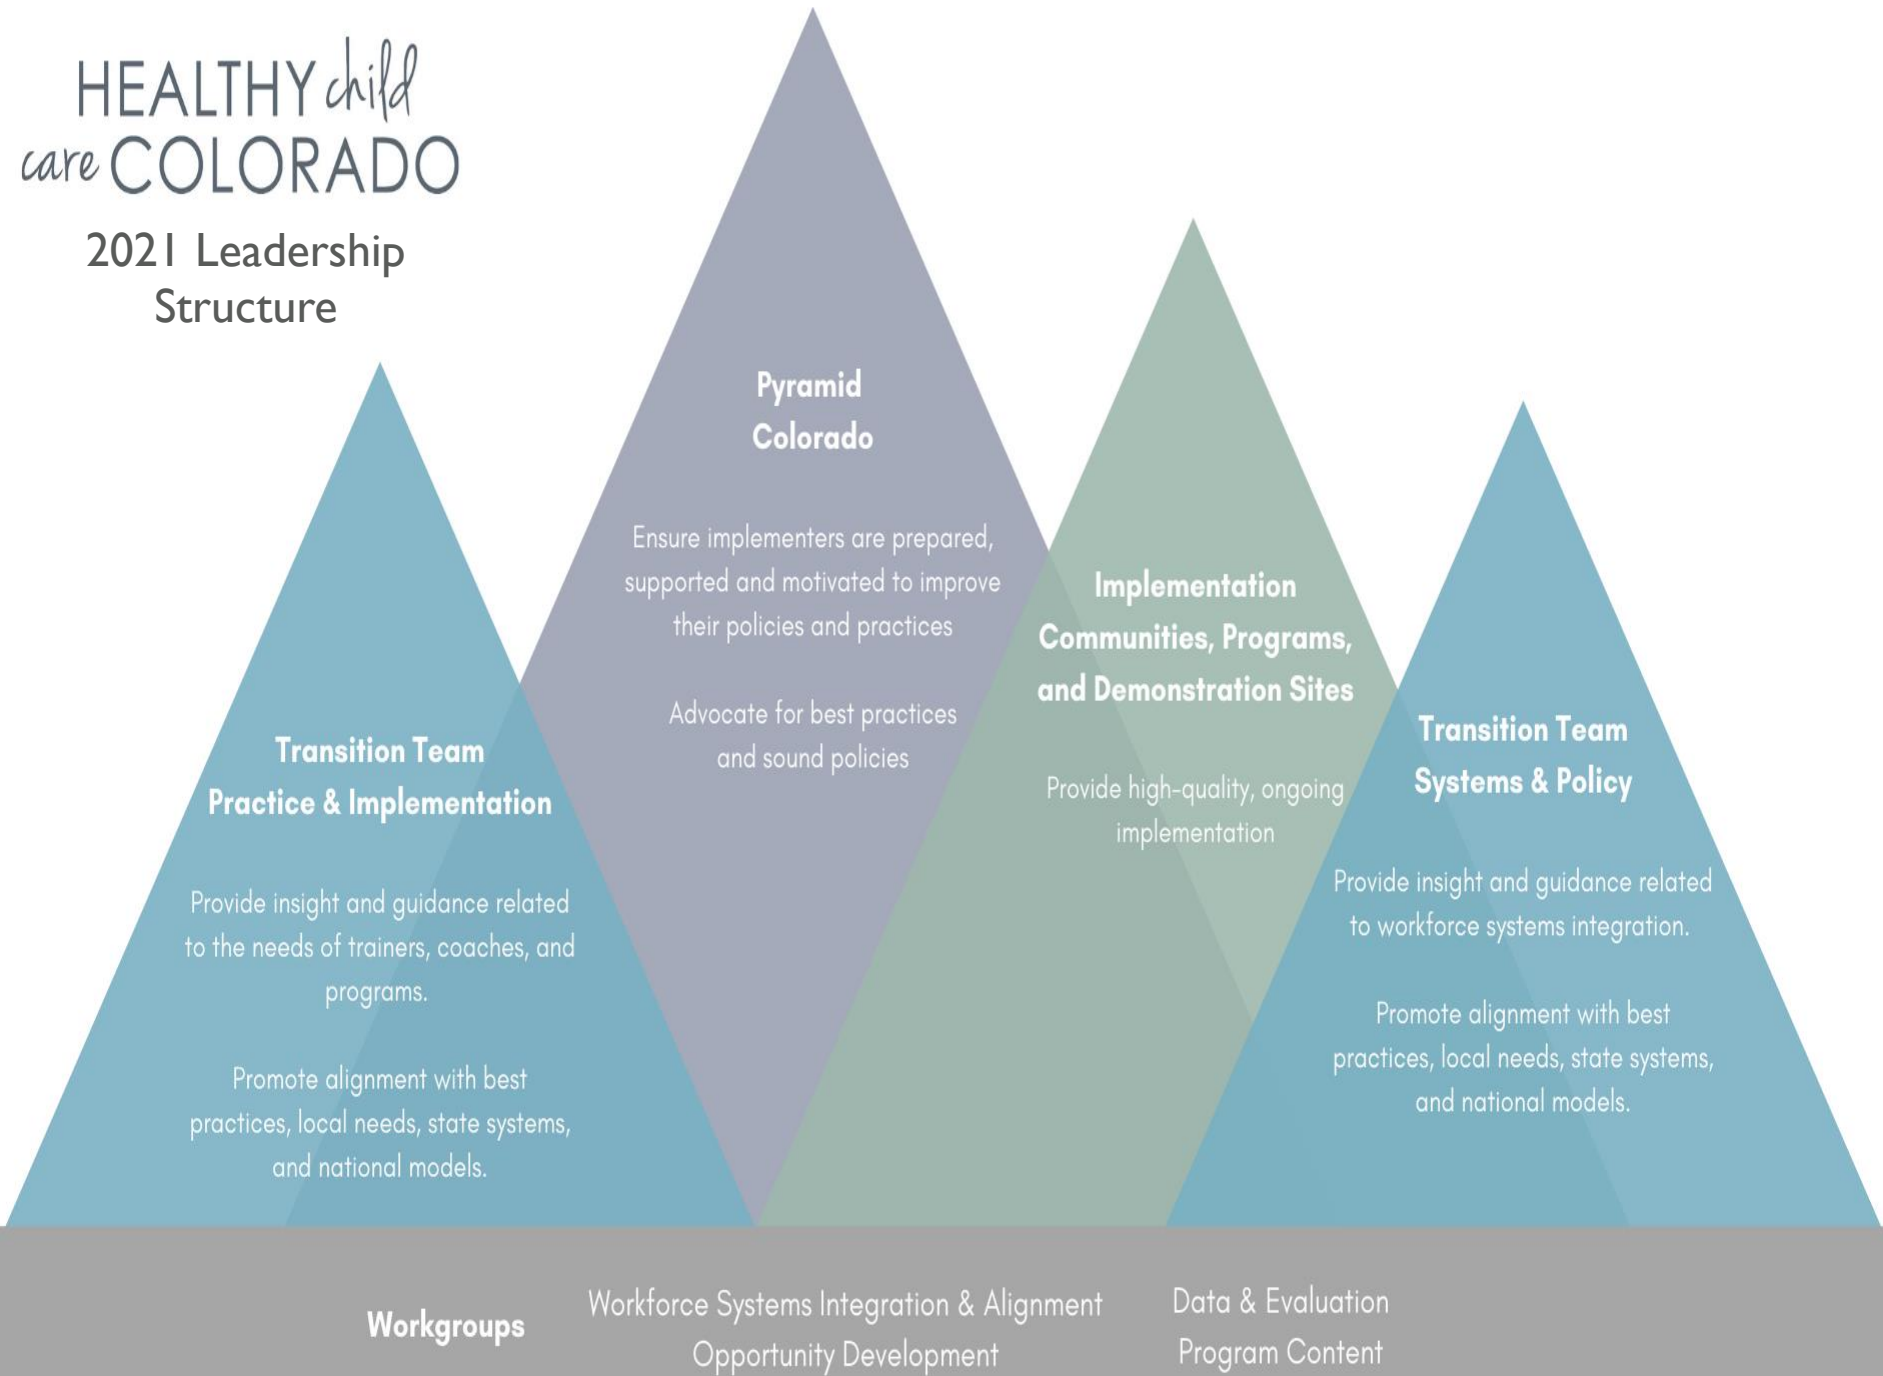 HEALTHY child
care COLORADO
2021 Leadership
Structure
Pyramid
Colorado
Ensure implementers are prepared,
supported and motivated to improve
their policies and practices
Advocate for best practices
and sound policies
Implementation
Communities, Programs,
and Demonstration Sites
Provide high-quality, ongoing
implementation
Transition Team
Practice & Implementation
Provide insight and guidance related
to the needs of trainers, coaches, and
programs.
Promote alignment with best
practices, local needs, state systems,
and national models.
Transition Team
Systems & Policy
Provide insight and guidance related
to workforce systems integration.
Promote alignment with best
practices, local needs, state systems,
and national models.
Workgroups
Workforce Systems Integration & Alignment
Opportunity Development
Data & Evaluation
Program Content